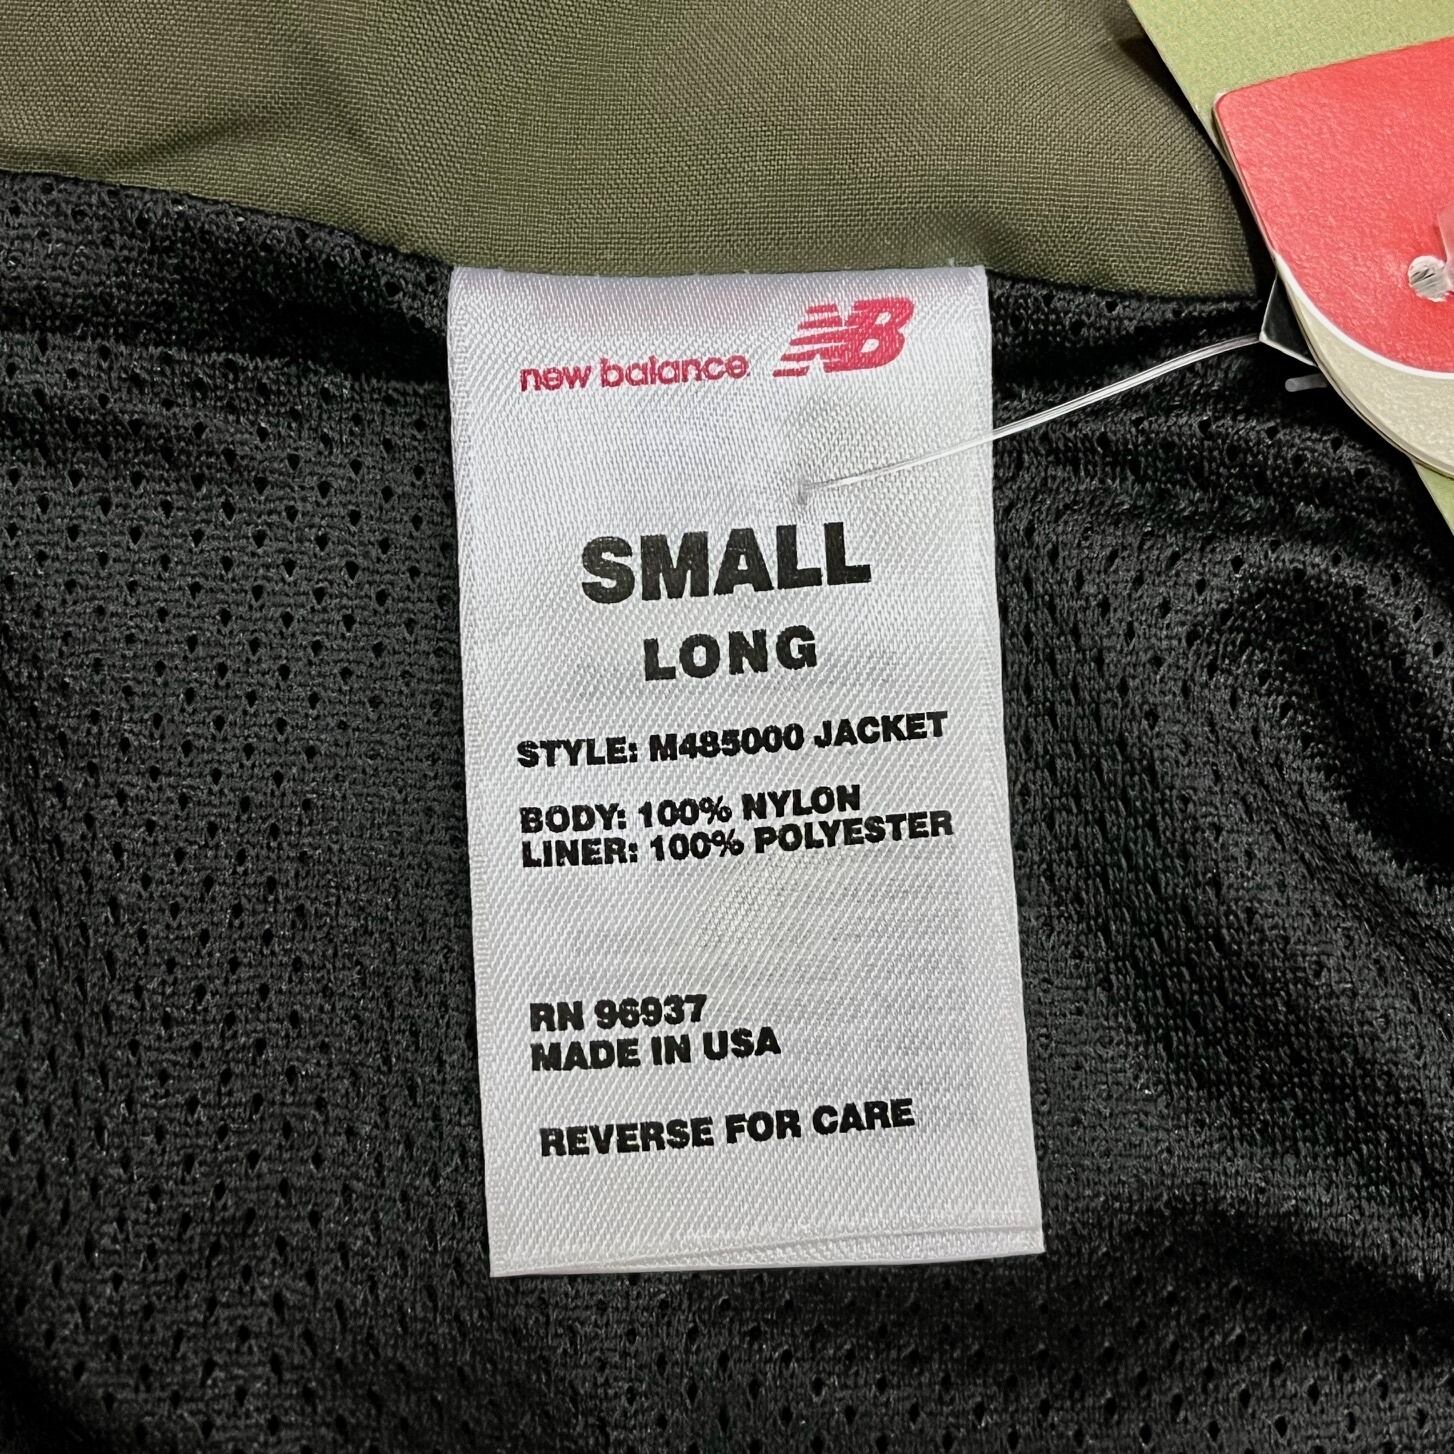 new balance NB
SMALL
LONG
STYLE: M485000 JACKET
BODY: 100% NYLON
LINER: 100% POLYESTER
RN 96937
MADE IN USA
REVERSE FOR CARE